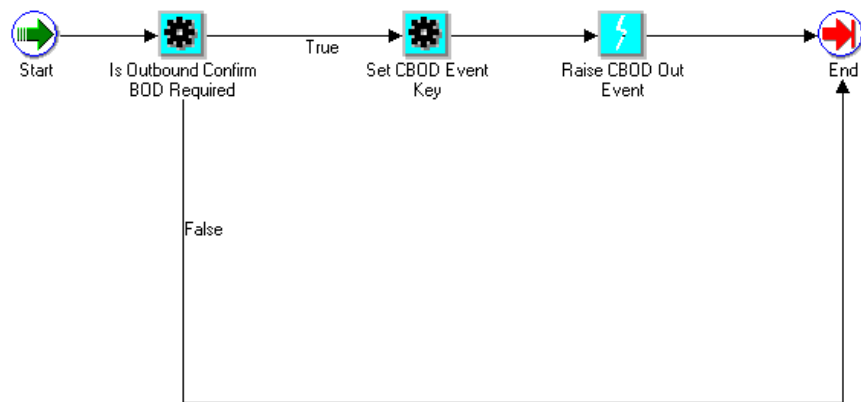 True
Start
Is Outbound Confirm
BOD Required
Set CBOD Event
Key
Raise CBOD Out
Event
End
False